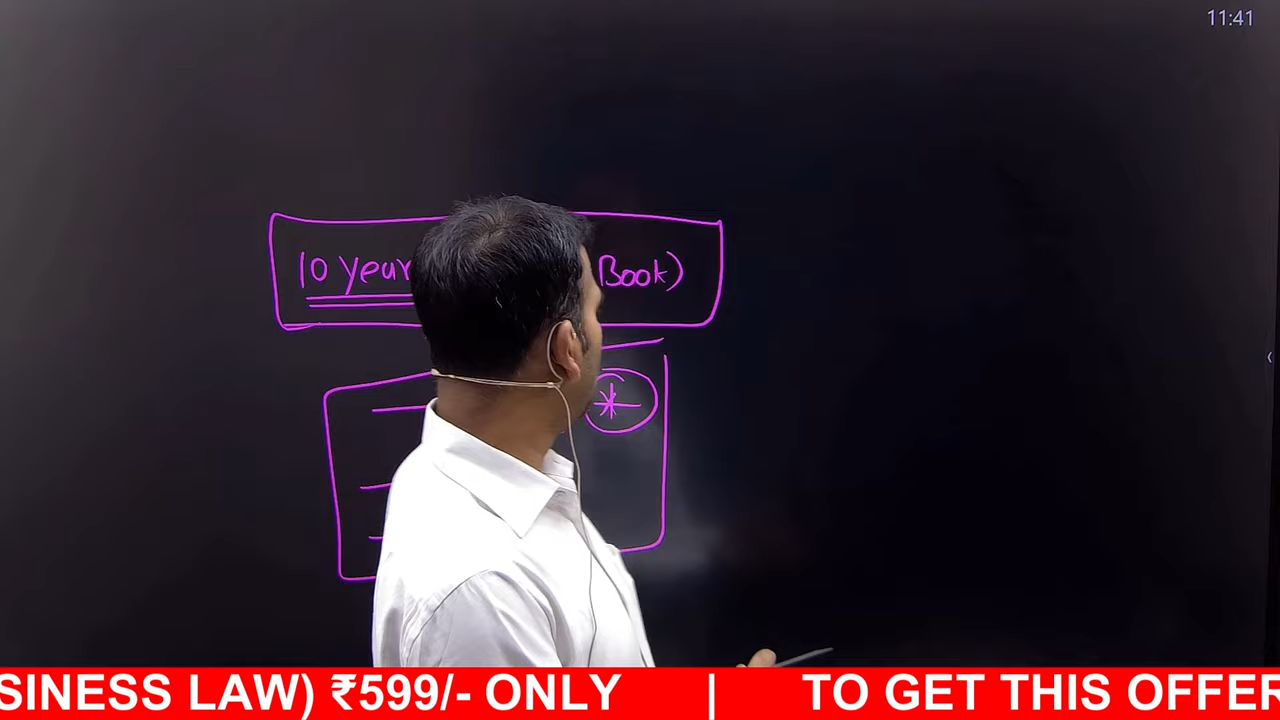 11:41
10 year Book)
SINESS LAW) ₹599/- ONLY | TO GET THIS OFFER